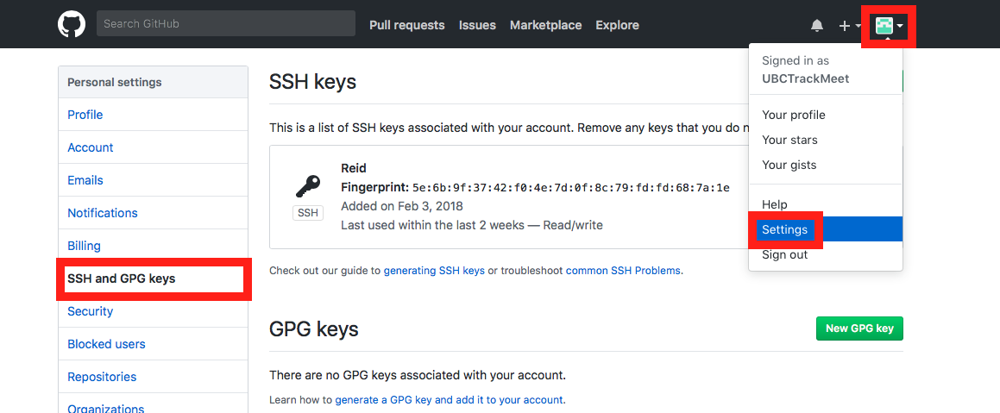 Search GitHub
Pull requests
Issues
Marketplace
Explore
Signed in as
UBCTrackMeet
Your profile
Your stars
Your gists
Help
Settings
Sign out
Personal settings
Profile
Account
Emails
Notifications
Billing
SSH and GPG keys
Security
Blocked users
Repositories
Organizations
SSH keys
This is a list of SSH keys associated with your account. Remove any keys that you do
Reid
Fingerprint: 5e:6b:9f:37:42:f0:4e:7d:0f:8c:79:fd:fd:68:7a:1e
SSH
Added on Feb 3, 2018
Last used within the last 2 weeks — Read/write
Check out our guide to generating SSH keys or troubleshoot common SSH Problems.
GPG keys
New GPG key
There are no GPG keys associated with your account.
Learn how to generate a GPG key and add it to your account.